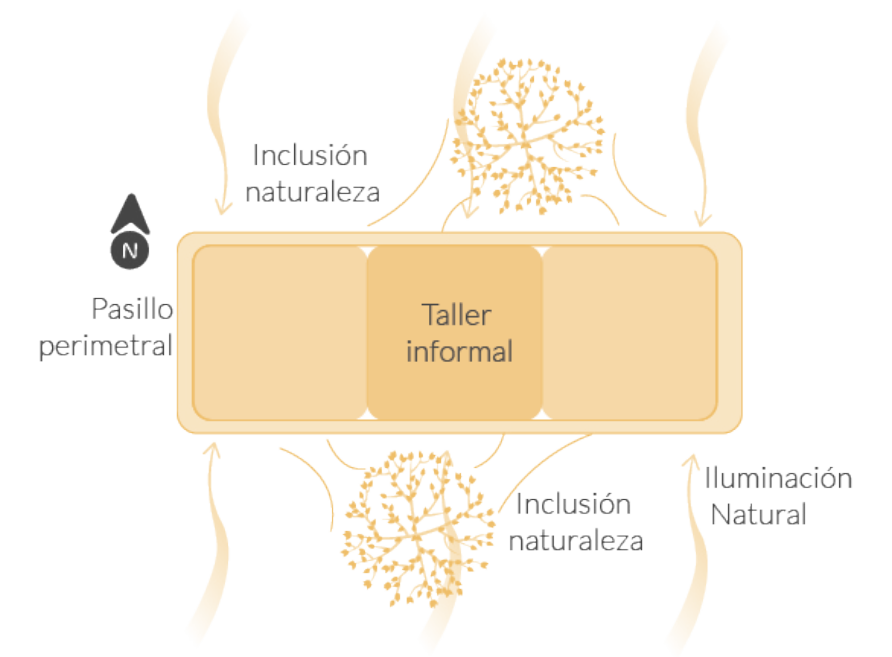 Inclusión
naturaleza
N
Pasillo
perimetral
Taller
informal
Iluminación
Natural
Inclusión
naturaleza